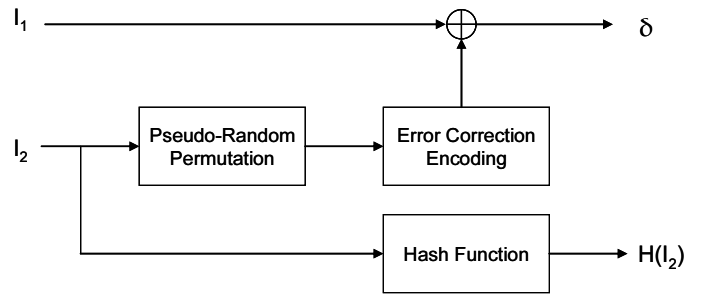 I₁
δ
Pseudo-Random
Permutation
Error Correction
Encoding
I₂
Hash Function
H(I₂)